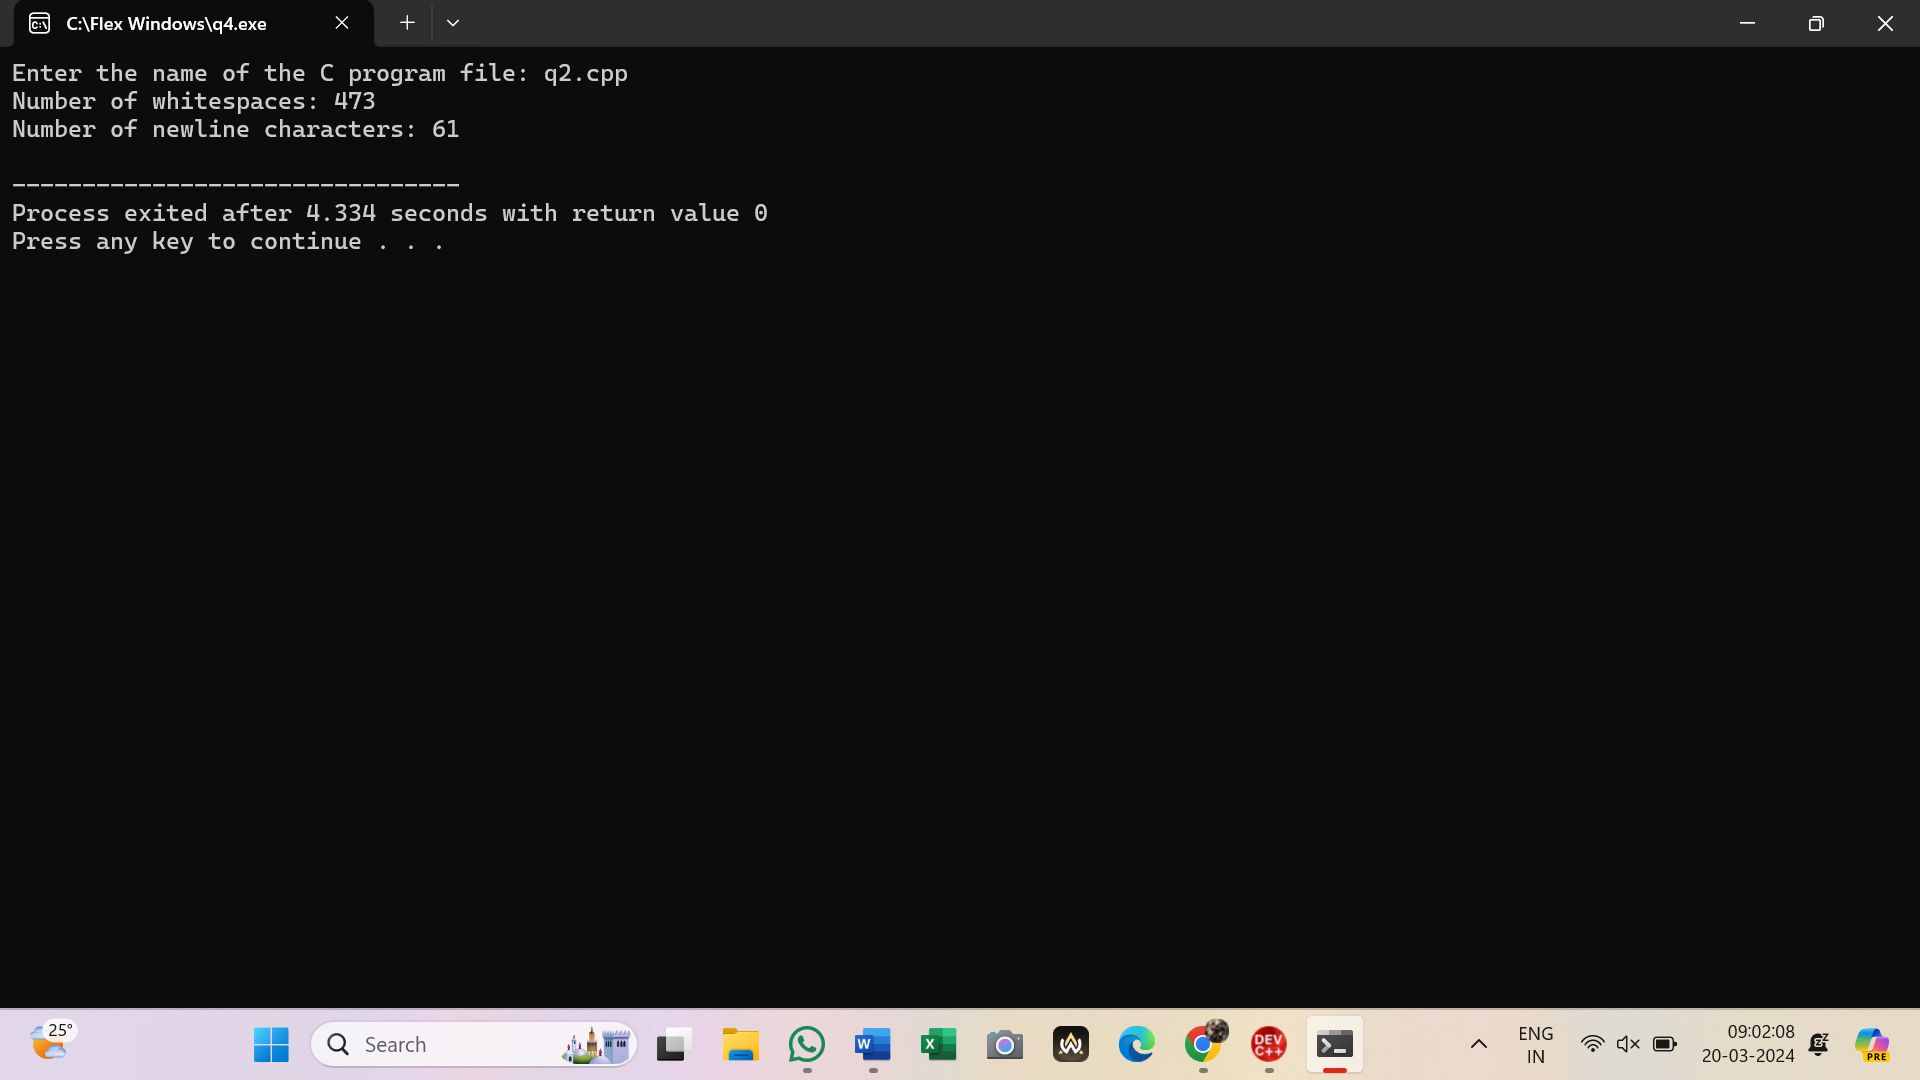 C:\Flex Windows\q4.exe
Enter the name of the C program file: q2.cpp
Number of whitespaces: 473
Number of newline characters: 61
--------------------------------
Process exited after 4.334 seconds with return value 0
Press any key to continue . . .
25°
Search
W
X
DEV
C++
ENG
IN
09:02:08
20-03-2024
PRE